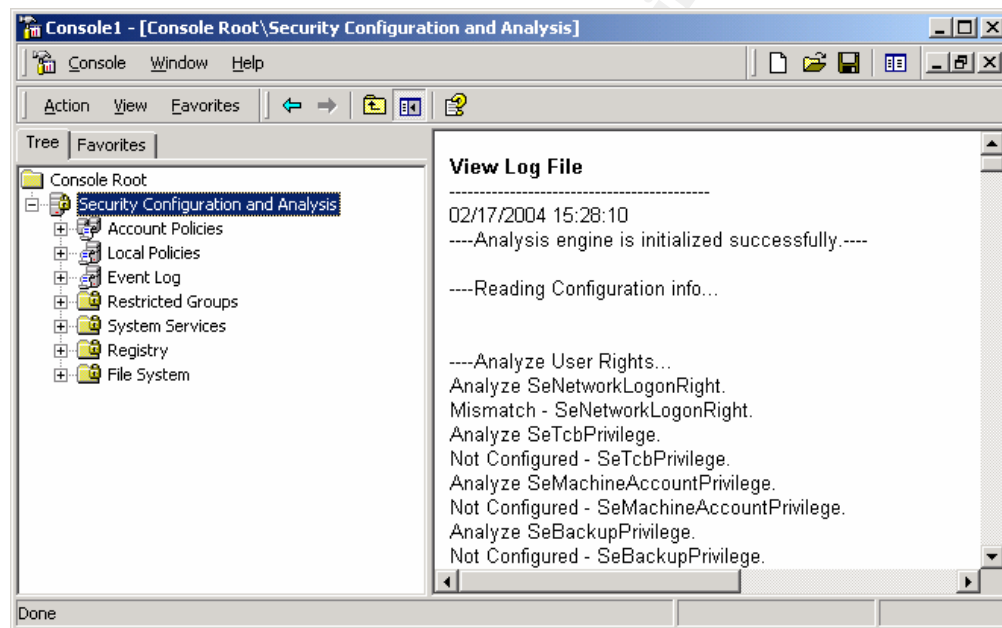 Console1 - [Console Root\Security Configuration and Analysis]
Console Window Help
Action View Favorites
Tree Favorites
Console Root
Security Configuration and Analysis
Account Policies
Local Policies
Event Log
Restricted Groups
System Services
Registry
File System
View Log File
-------------------------------------------
02/17/2004 15:28:10
----Analysis engine is initialized successfully.----
----Reading Configuration info...
----Analyze User Rights...
Analyze SeNetworkLogonRight.
Mismatch - SeNetworkLogonRight.
Analyze SeTcbPrivilege.
Not Configured - SeTcbPrivilege.
Analyze SeMachineAccountPrivilege.
Not Configured - SeMachineAccountPrivilege.
Analyze SeBackupPrivilege.
Not Configured - SeBackupPrivilege.
Done